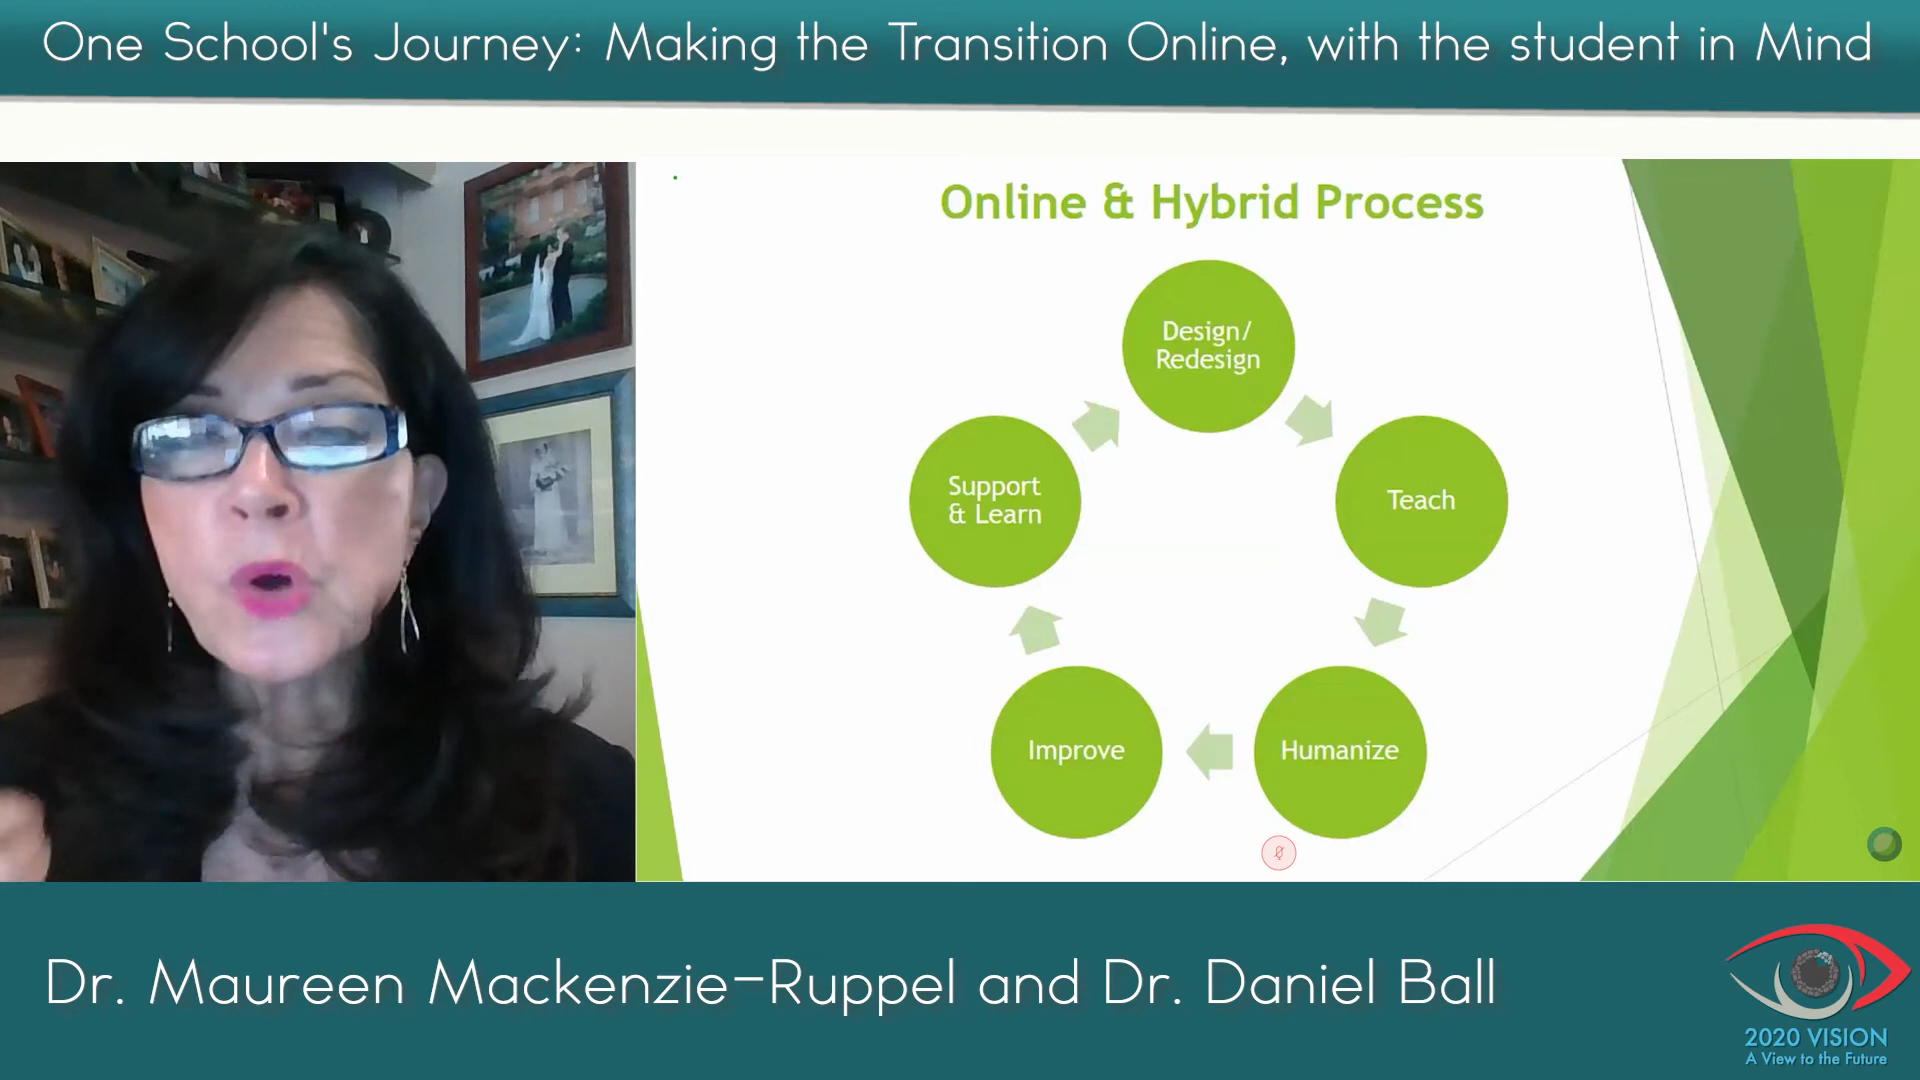 One School's Journey: Making the Transition Online, with the student in Mind
Online & Hybrid Process
Design/
Redesign
Teach
Humanize
Improve
Support
& Learn
Dr. Maureen Mackenzie-Ruppel and Dr. Daniel Ball
2020 VISION
A View to the Future